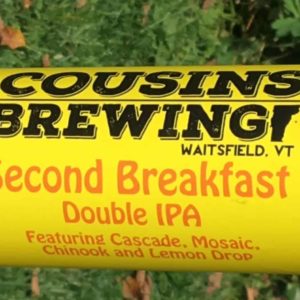 COUSINS
BREWING
WAITSFIELD, VT
Second Breakfast
Double IPA
Featuring Cascade, Mosaic,
Chinook and Lemon Drop